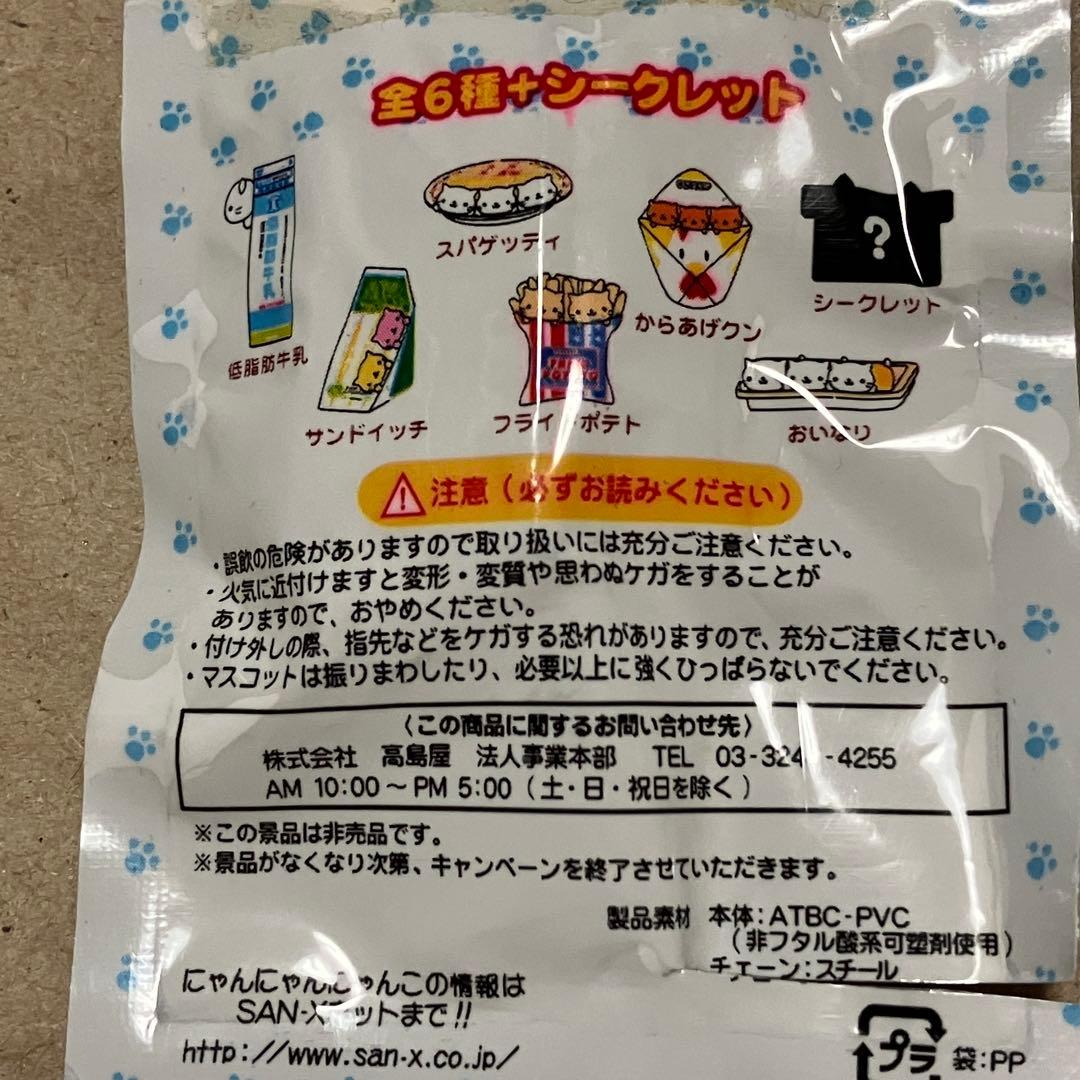 全6種+シークレット
低脂肪牛乳
スパゲッティ
からあげクン
?
シークレット
低脂肪牛乳
サンドイッチ
フライドポテト
おいなり
注意(必ずお読みください)
・誤飲の危険がありますので取り扱いには充分ご注意ください。
・火気に近付けますと変形・変質や思わぬケガをすることが
ありますので、おやめください。
・付け外しの際、指先などをケガする恐れがありますので、充分ご注意ください。
・マスコットは振りまわしたり、必要以上に強くひっぱらないでください。
〈この商品に関するお問い合わせ先〉
株式会社 高島屋 法人事業本部 TEL 03-324 -4255
AM 10:00~PM 5:00(土・日・祝日を除く)
※この景品は非売品です。
※景品がなくなり次第、キャンペーンを終了させていただきます。
製品素材 本体:ATBC-PVC
(非フタル酸系可塑剤使用)
チェーン:スチール
にゃんにゃんにゃんこの情報は
SAN-Xネットまで!!
http://www.san-x.co.jp/
プラ 袋:PP